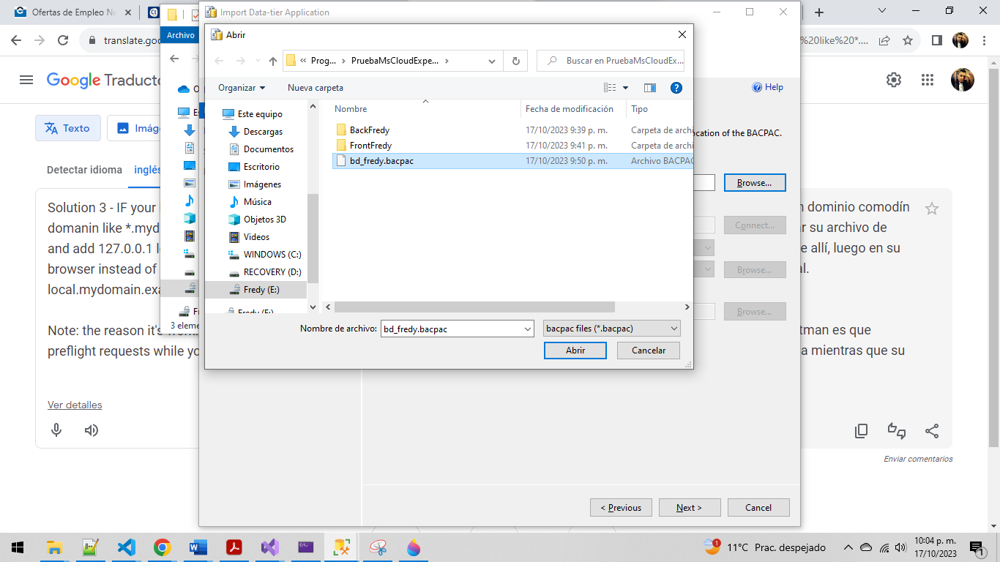 Ofertas de Empleo Ne
Import Data-tier Application
translate.goo
%20like%20*....
Archivo
Abrir
Prog...
PruebaMsCloudExpe...
Buscar en PruebaMsCloudEx...
Google Traducto
Organizar
Nueva carpeta
Help
Nombre
Fecha de modificación
Tipo
Este equipo
Descargas
Documentos
Escritorio
Imágenes
Música
Objetos 3D
Videos
WINDOWS (C:)
RECOVERY (D:)
Fredy (E:)
Fredy (E:)
BackFredy
17/10/2023 9:39 p. m.
Carpeta de archi
FrontFredy
17/10/2023 9:41 p. m.
Carpeta de archi
bd_fredy.bacpac
17/10/2023 9:50 p. m.
Archivo BACPAC
ocation of the BACPAC.
Texto
Imáge
Detectar idioma
inglés
Browse...
Connect...
Browse...
Browse...
Solution 3 - IF your
domanin like *.myd
and add 127.0.0.1 l
browser instead of
local.mydomain.exa
Note: the reason it's
preflight requests while yo
n dominio comodín
ar su archivo de
e allí, luego en su
al.
tman es que
a mientras que su
3 eleme
Nombre de archivo:
bd_fredy.bacpac
bacpac files (*.bacpac)
Abrir
Cancelar
Ver detalles
Enviar comentarios
< Previous
Next >
Cancel
11°C Prac. despejado
10:04 p. m.
17/10/2023
1
1